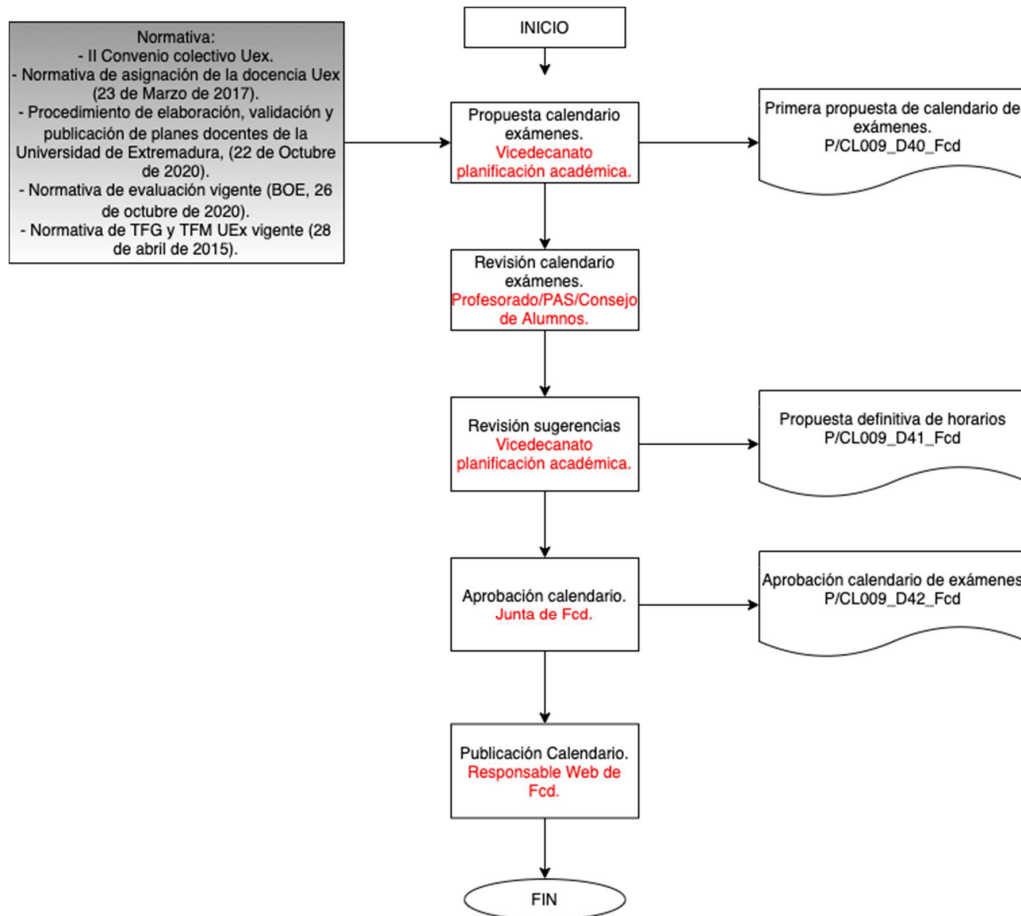 Normativa:
- II Convenio colectivo Uex.
- Normativa de asignación de la docencia Uex
(23 de Marzo de 2017).
- Procedimiento de elaboración, validación y
publicación de planes docentes de la
Universidad de Extremadura, (22 de Octubre
de 2020).
- Normativa de evaluación vigente (BOE, 26
de octubre de 2020).
- Normativa de TFG y TFM UEx vigente (28
de abril de 2015).
INICIO
Propuesta calendario
exámenes.
Vicedecanato
planificación académica.
Primera propuesta de calendario de
exámenes.
P/CL009_D40_Fcd
Revisión calendario
exámenes.
Profesorado/PAS/Consejo
de Alumnos.
Revisión sugerencias
Vicedecanato
planificación académica.
Propuesta definitiva de horarios
P/CL009_D41_Fcd
Aprobación calendario.
Junta de Fcd.
Aprobación calendario de exámenes
P/CL009_D42_Fcd
Publicación Calendario.
Responsable Web de
Fcd.
FIN